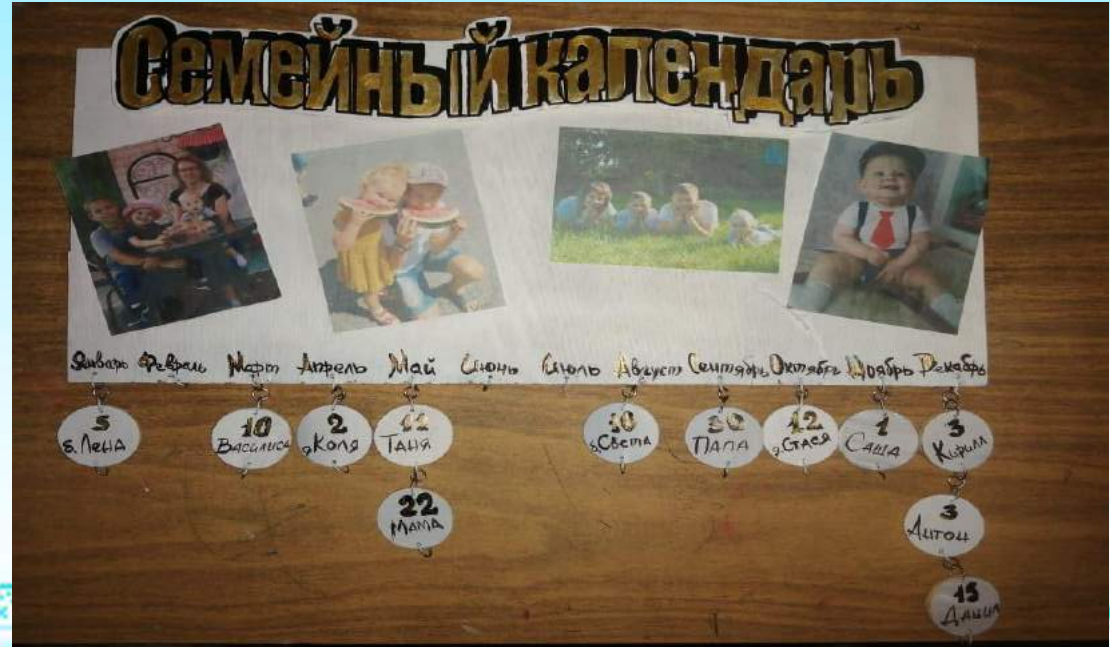 Семейный календарь
Январь Февраль Март Апрель Май Июнь Июль Август Сентябрь Октябрь Ноябрь Декабрь
5
б. Лена
10
Василиса
2
д. Коля
11
Таня
22
Мама
10
Света
30
Папа
12
Стася
1
Саша
3
Кирилл
3
Антон
15
Данил